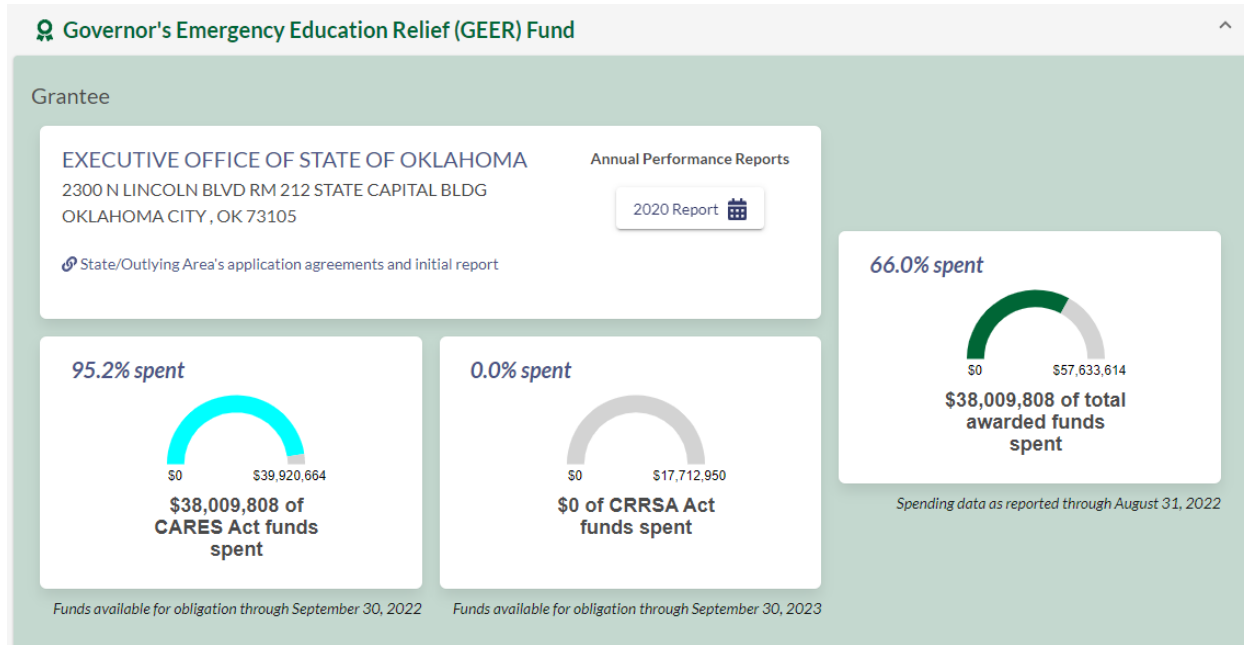 Governor's Emergency Education Relief (GEER) Fund
Grantee
EXECUTIVE OFFICE OF STATE OF OKLAHOMA
2300 N LINCOLN BLVD RM 212 STATE CAPITAL BLDG
OKLAHOMA CITY , OK 73105
State/Outlying Area's application agreements and initial report
Annual Performance Reports
2020 Report
95.2% spent
$0 $39,920,664
$38,009,808 of
CARES Act funds
spent
Funds available for obligation through September 30, 2022
0.0% spent
$0 $17,712,950
$0 of CRRSA Act
funds spent
Funds available for obligation through September 30, 2023
66.0% spent
$0 $57,633,614
$38,009,808 of total
awarded funds
spent
Spending data as reported through August 31, 2022